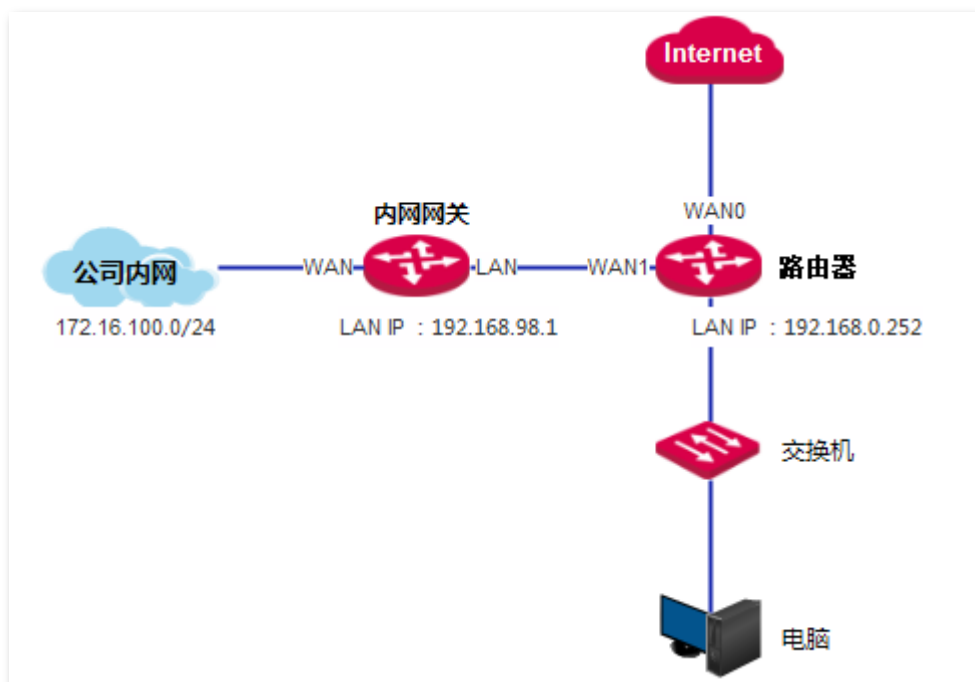 Internet
WAN0
内网网关
公司内网
WAN
LAN
WAN1
路由器
172.16.100.0/24
LAN IP ：192.168.98.1
LAN IP ：192.168.0.252
交换机
电脑